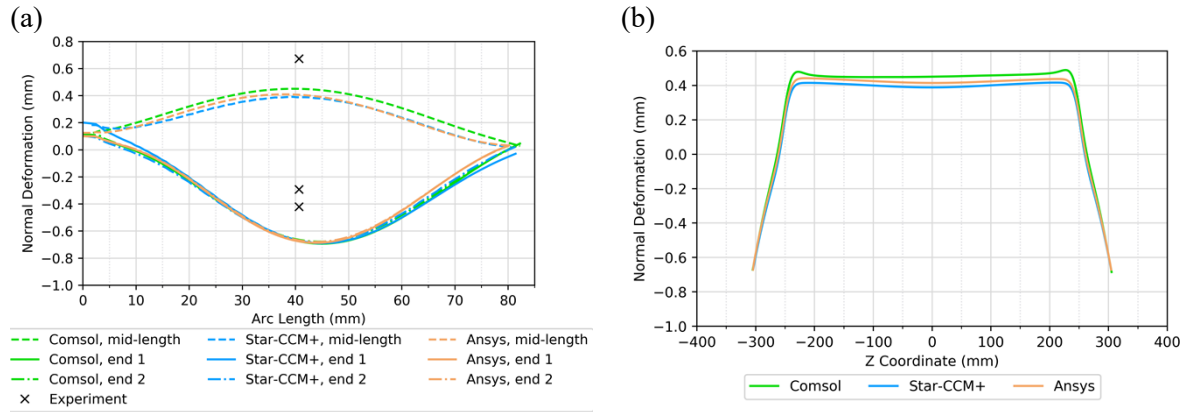 (a)
Normal Deformation (mm)
0.8
0.6
0.4
0.2
0.0
−0.2
−0.4
−0.6
−0.8
−1.0
0 10 20 30 40 50 60 70 80
Arc Length (mm)
Comsol, mid-length Star-CCM+, mid-length Ansys, mid-length
Comsol, end 1 Star-CCM+, end 1 Ansys, end 1
Comsol, end 2 Star-CCM+, end 2 Ansys, end 2
Experiment
(b)
Normal Deformation (mm)
0.6
0.4
0.2
0.0
−0.2
−0.4
−0.6
−0.8
−1.0
−400 −300 −200 −100 0 100 200 300 400
Z Coordinate (mm)
Comsol Star-CCM+ Ansys